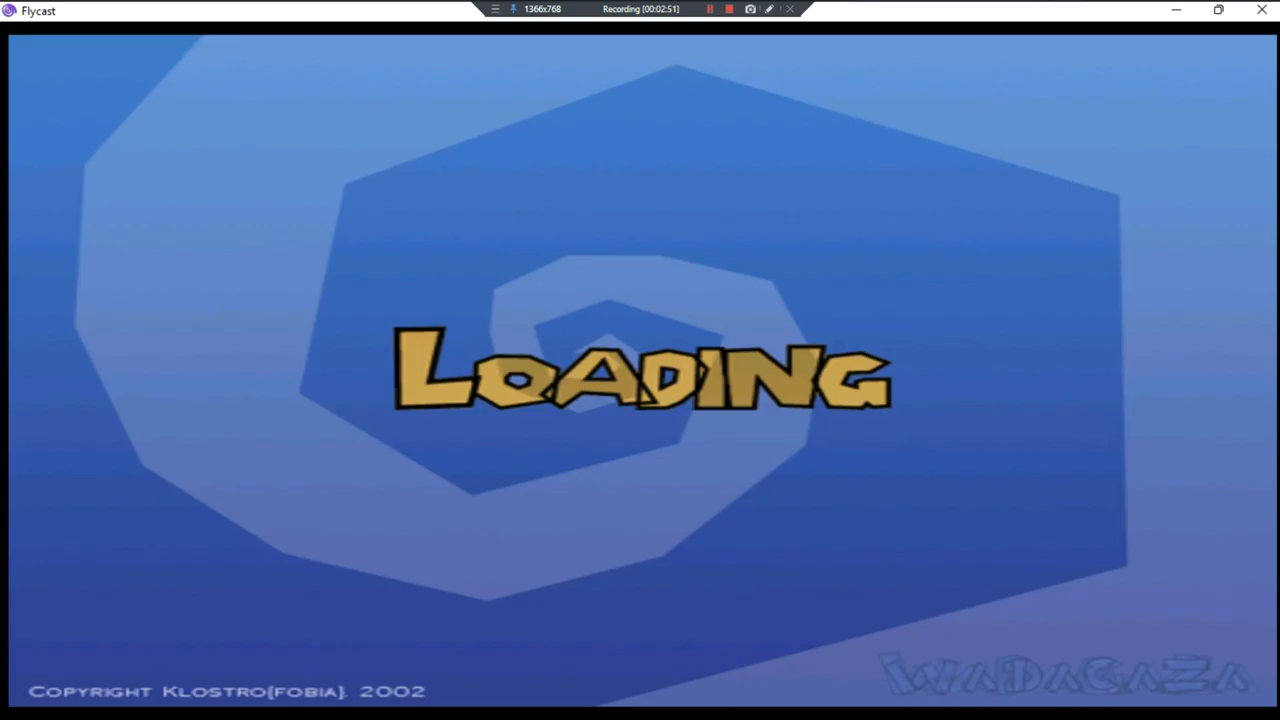 Flycast
1366x768
Recording [00:02:51]
LOADING
COPYRIGHT KLOSTRO(FOBIA). 2002
WADAGAZA